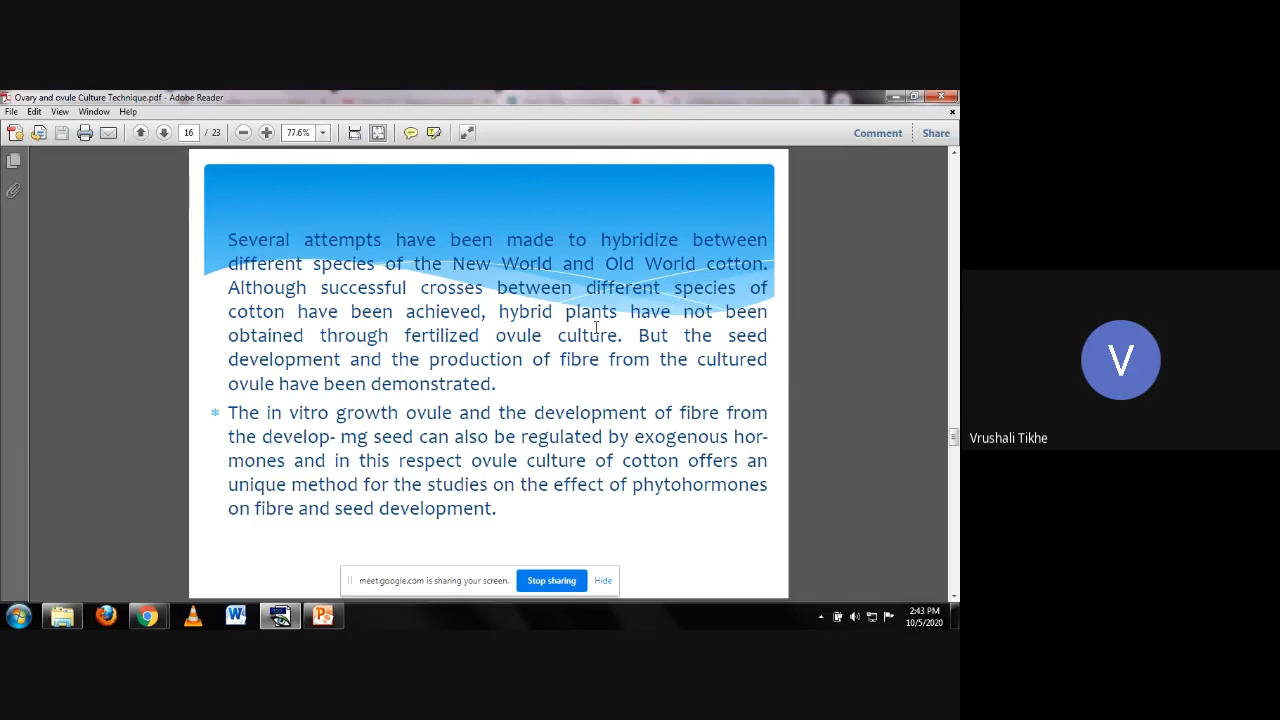 Ovary and ovule Culture Technique.pdf - Adobe Reader
File Edit View Window Help
16 / 23 77.6% Comment Share
Several attempts have been made to hybridize between
different species of the New World and Old World cotton.
Although successful crosses between different species of
cotton have been achieved, hybrid plants have not been
obtained through fertilized ovule culture. But the seed
development and the production of fibre from the cultured
ovule have been demonstrated.
* The in vitro growth ovule and the development of fibre from
the develop- mg seed can also be regulated by exogenous hor-
mones and in this respect ovule culture of cotton offers an
unique method for the studies on the effect of phytohormones
on fibre and seed development.
meet.google.com is sharing your screen. Stop sharing Hide
2:43 PM
10/5/2020
V
Vrushali Tikhe